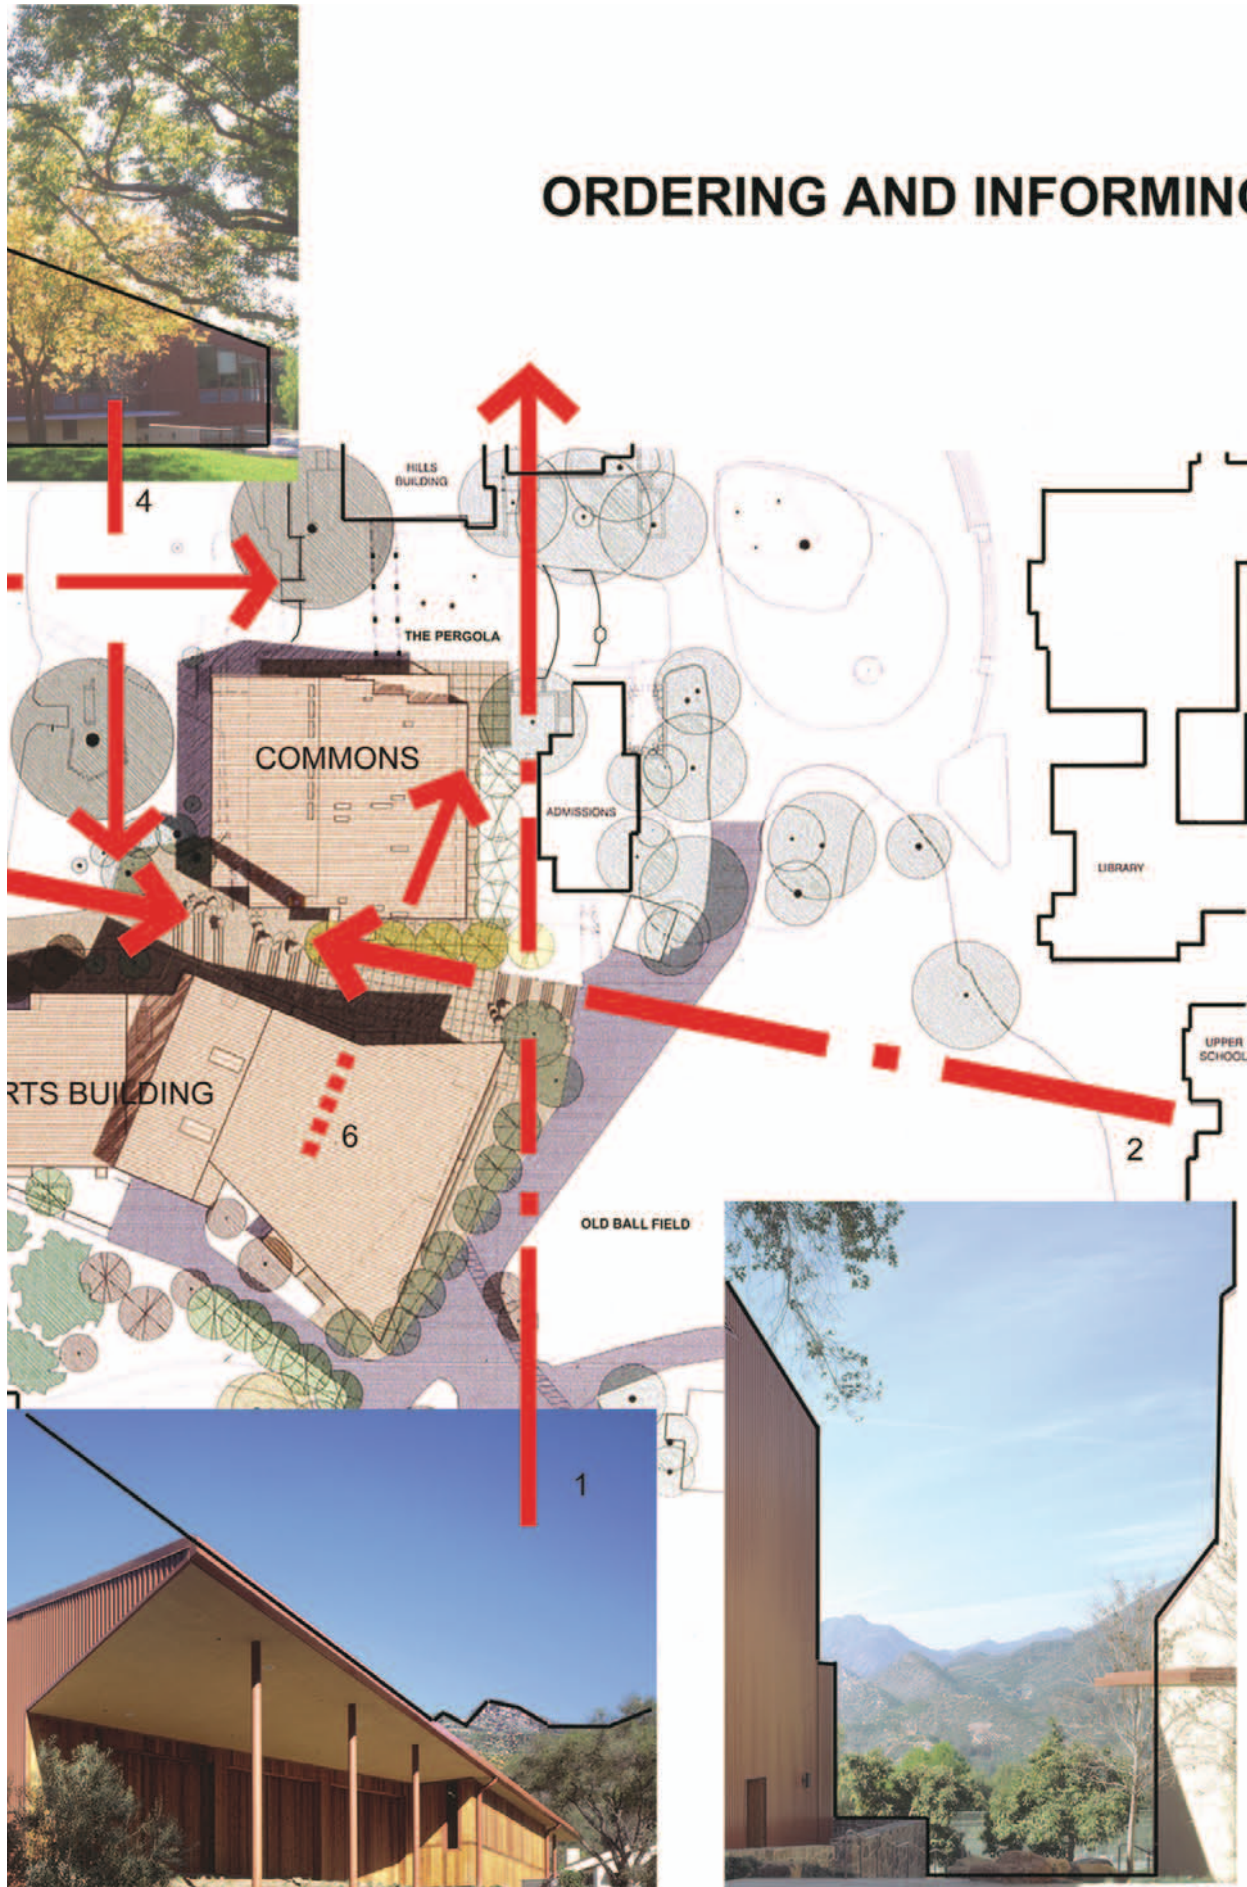 ORDERING AND INFORMING
HILLS
BUILDING
4
THE PERGOLA
COMMONS
ADMISSIONS
LIBRARY
UPPER
SCHOOL
RTS BUILDING
6
2
OLD BALL FIELD
1